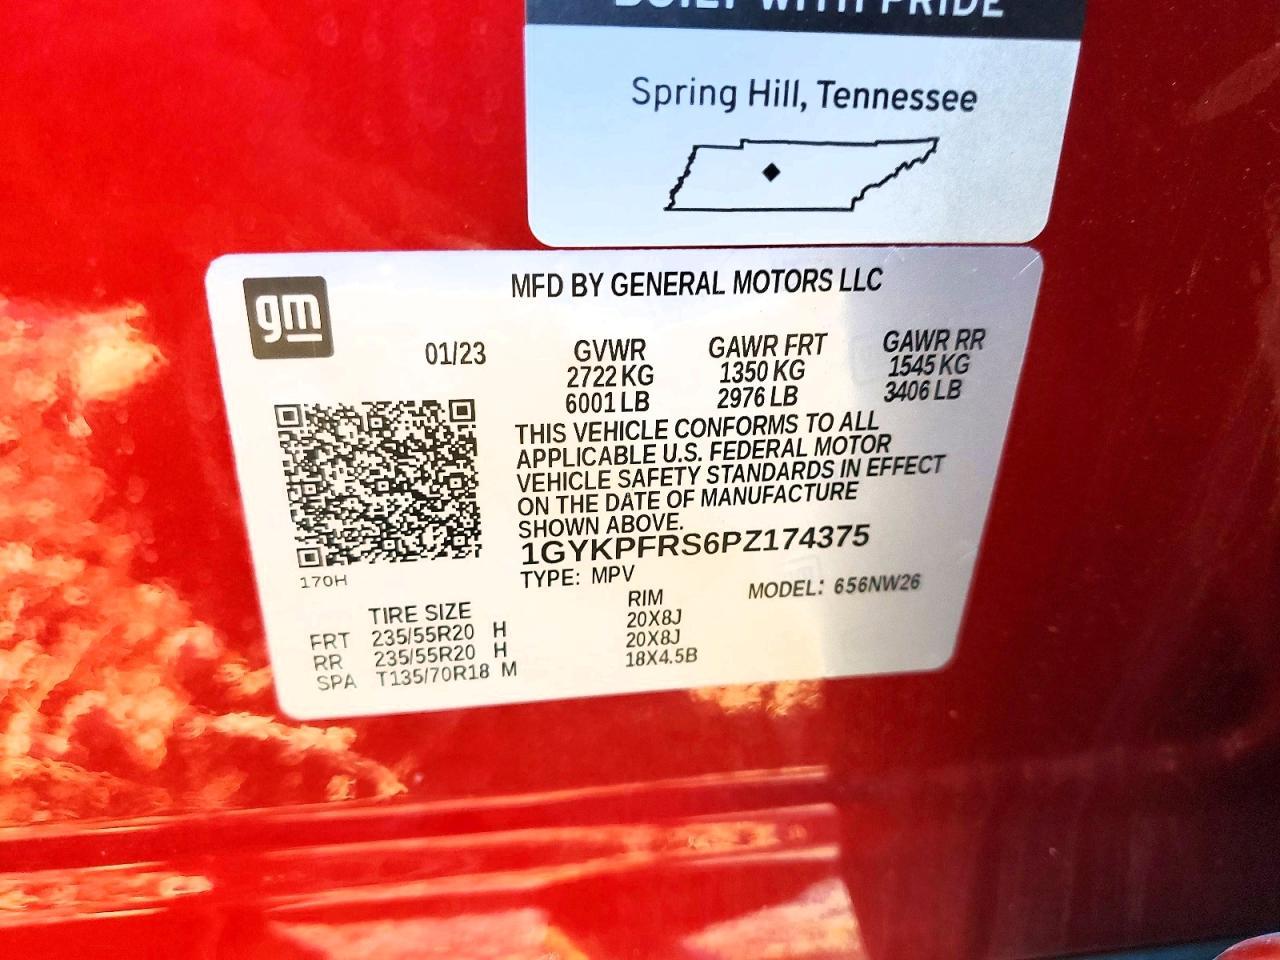 BUILT WITH PRIDE
Spring Hill, Tennessee
gm
MFD BY GENERAL MOTORS LLC
01/23 GVWR GAWR FRT GAWR RR
2722 KG 1350 KG 1545 KG
6001 LB 2976 LB 3406 LB
THIS VEHICLE CONFORMS TO ALL
APPLICABLE U.S. FEDERAL MOTOR
VEHICLE SAFETY STANDARDS IN EFFECT
ON THE DATE OF MANUFACTURE
SHOWN ABOVE.
1GYKPFRS6PZ174375
170H
TYPE: MPV MODEL: 656NW26
TIRE SIZE RIM
FRT 235/55R20 H 20X8J
RR 235/55R20 H 20X8J
SPA T135/70R18 M 18X4.5B